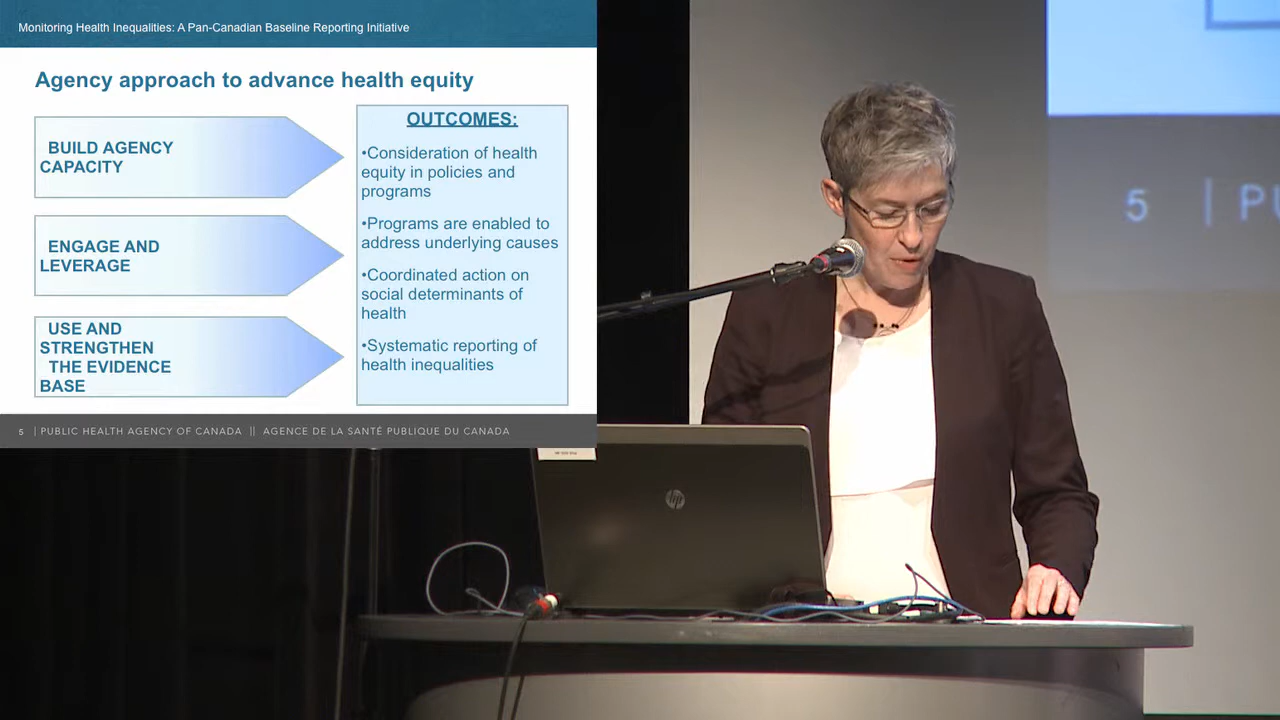 Monitoring Health Inequalities: A Pan-Canadian Baseline Reporting Initiative
Agency approach to advance health equity
BUILD AGENCY
CAPACITY
ENGAGE AND
LEVERAGE
USE AND
STRENGTHEN
THE EVIDENCE
BASE
OUTCOMES:
•Consideration of health
equity in policies and
programs
•Programs are enabled to
address underlying causes
•Coordinated action on
social determinants of
health
•Systematic reporting of
health inequalities
5 | PUBLIC HEALTH AGENCY OF CANADA || AGENCE DE LA SANTÉ PUBLIQUE DU CANADA
5 | PU
hp